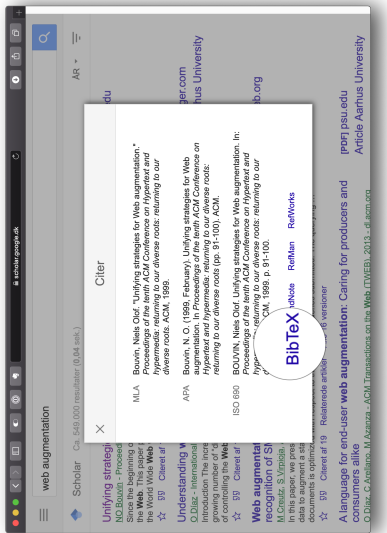 scholar.google.dk
web augmentation
Scholar
Ca. 549.000 resultater (0,04 sek.)
ÅR
Citer
MLA
Bouvin, Niels Olof. "Unifying strategies for Web augmentation."
Proceedings of the tenth ACM Conference on Hypertext and
hypermedia: returning to our diverse roots: returning to our
diverse roots. ACM, 1999.
APA
Bouvin, N. O. (1999, February). Unifying strategies for Web
augmentation. In Proceedings of the tenth ACM Conference on
Hypertext and hypermedia: returning to our diverse roots:
returning to our diverse roots (pp. 91-100). ACM.
ISO 690
BOUVIN, Niels Olof. Unifying strategies for Web augmentation. In:
Proceedings of the tenth ACM Conference on Hypertext and
returning to our diverse roots: returning to our
ACM, 1999. p. 91-100.
BibTeX
RefMan
RefWorks
Unifying strategi
NO Bouvin - Proceed
Since the beginning o
the Web. This paper
the World Wide Web
Citeret af
Understanding w
O Diaz - International
Introduction The incre
growing number of "d
of controlling the Web
Citeret af
Web augmentat
recognition of SM
In this paper, we pres
data to augment a sta
documents is optimiz
Citeret af 19
Relaterede artikler
versioner
A language for end-user web augmentation: Caring for producers and
consumers alike
O Díaz, C Arellano, M Azanza - ACM Transactions on the Web (TWEB), 2013 - dl.acm.org
du
ger.com
hus University
b.org
[PDF] psu.edu
Article Aarhus University